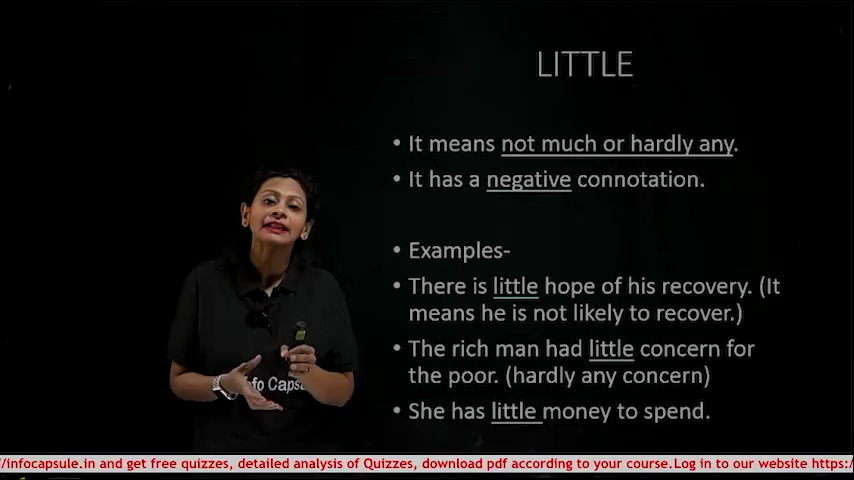 LITTLE
• It means not much or hardly any.
• It has a negative connotation.
• Examples-
• There is little hope of his recovery. (It
means he is not likely to recover.)
• The rich man had little concern for
the poor. (hardly any concern)
• She has little money to spend.
nfo Caps
//infocapsule.in and get free quizzes, detailed analysis of Quizzes, download pdf according to your course.Log in to our website https:/